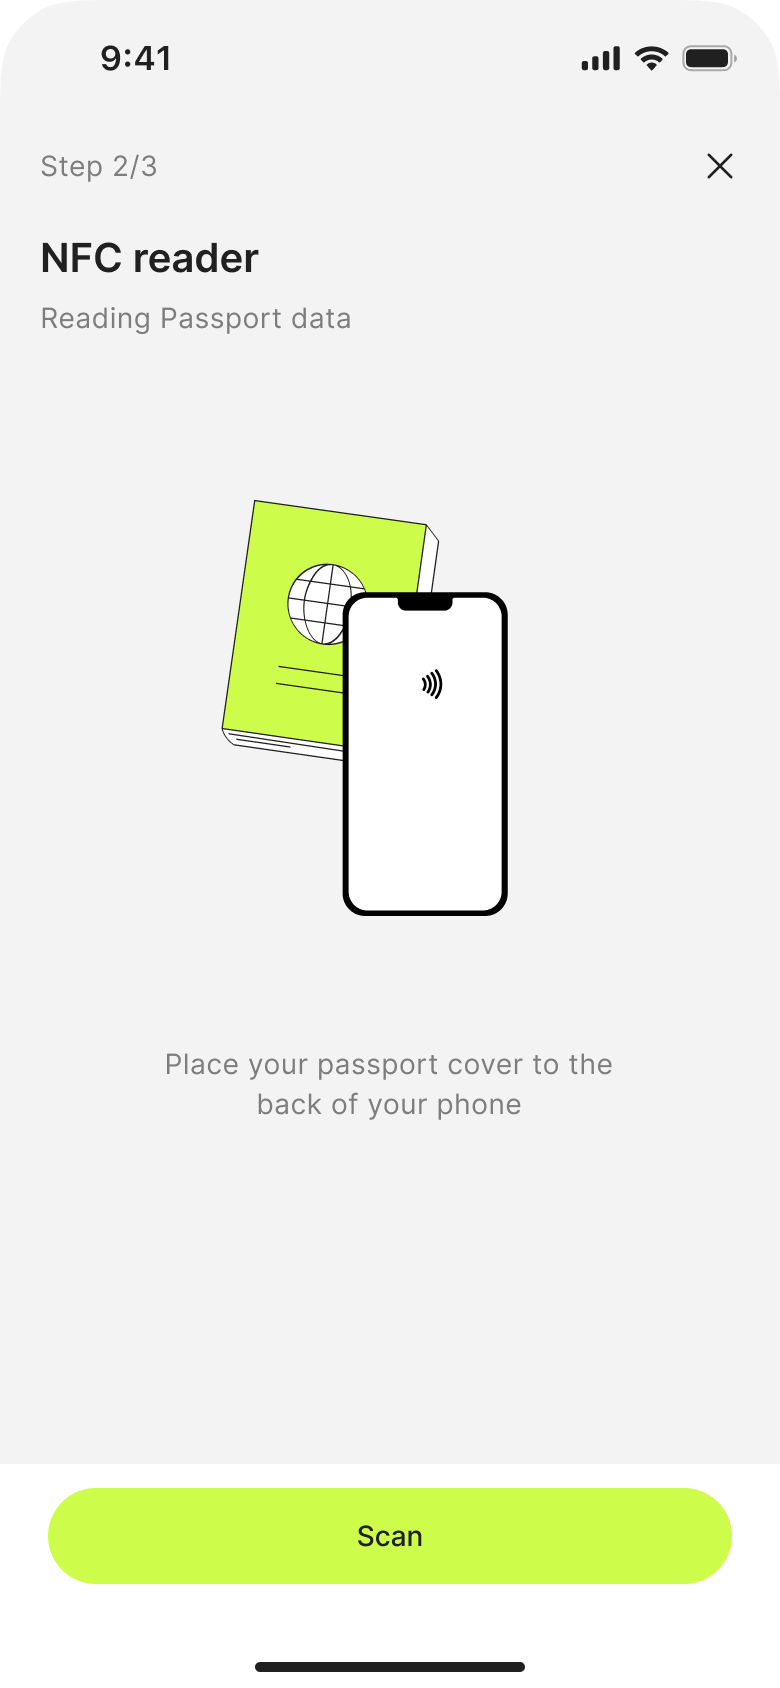 9:41
Step 2/3
NFC reader
Reading Passport data
Place your passport cover to the
back of your phone
Scan